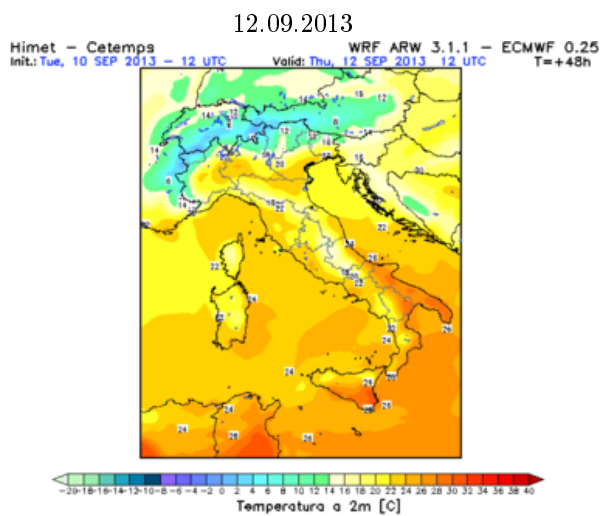 12.09.2013
Himet - Cetemps WRF ARW 3.1.1 - ECMWF 0.25
Init.: Tue, 10 SEP 2013 - 12 UTC Valid: Thu, 12 SEP 2013 12 UTC T=+48h
-20 -18 -16 -14 -12 -10 -8 -6 -4 -2 0 2 4 6 8 10 12 14 16 18 20 22 24 26 28 30 32 34 36 38 40
Temperatura a 2m [C]